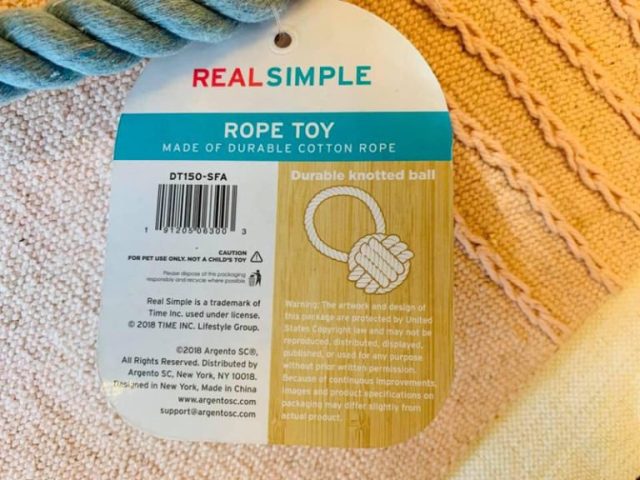 REALSIMPLE
ROPE TOY
MADE OF DURABLE COTTON ROPE
DT150-SFA
1 91205 06300 3
CAUTION
FOR PET USE ONLY. NOT A CHILD'S TOY
Please dispose of this packaging
responsibly and recycle where possible
Real Simple is a trademark of
Time Inc. used under license.
© 2018 TIME INC. Lifestyle Group.
©2018 Argento SC®,
All Rights Reserved. Distributed by
Argento SC, New York, NY 10018.
Designed in New York, Made in China
www.argentosc.com
support@argentosc.com
Durable knotted ball
Warning: The artwork and design of
this package are protected by United
States Copyright law and may not be
reproduced, distributed, displayed,
published, or used for any purpose
without prior written permission.
Because of continuous improvements,
images and product specifications on
packaging may differ slightly from
actual product.